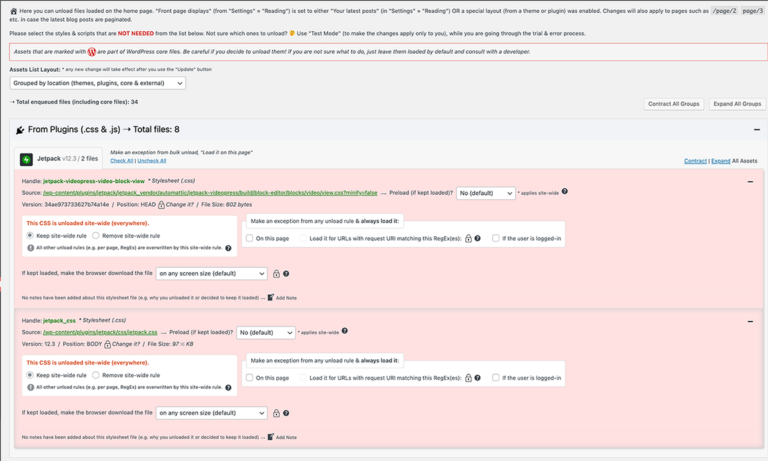 Here you can unload files loaded on the home page. "Front page displays" (from "Settings" » "Reading") is set to either "Your latest posts" (in "Settings" » "Reading") OR a special layout (from a theme or plugin) was enabled. Changes will also apply to pages such as /page/2 page/3
etc. in case the latest blog posts are paginated.
Please select the styles & scripts that are NOT NEEDED from the list below. Not sure which ones to unload? Use "Test Mode" (to make the changes apply only to you), while you are going through the trial & error process.
Assets that are marked with are part of WordPress core files. Be careful if you decide to unload them! If you are not sure what to do, just leave them loaded by default and consult with a developer.
Assets List Layout: * any new change will take effect after you use the "Update" button
Grouped by location (themes, plugins, core & external)
→ Total enqueued files (including core files): 34
Contract All Groups Expand All Groups
From Plugins (.css & .js) → Total files: 8
Jetpack v12.3 / 2 files
Make an exception from bulk unload, "Load it on this page"
Check All | Uncheck All
Contract | Expand All Assets
Handle: jetpack-videopress-video-block-view * Stylesheet (.css)
Source: /wp-content/plugins/jetpack/jetpack_vendor/automattic/jetpack-videopress/build/block-editor/blocks/video/view.css?minify=false — Preload (if kept loaded)? No (default) * applies site-wide
Version: 34ae973733627b74a14e / Position: HEAD Change it? / File Size: 602 bytes
This CSS is unloaded site-wide (everywhere).
Keep site-wide rule Remove site-wide rule
All other unload rules (e.g. per page, RegEx) are overwritten by this site-wide rule.
Make an exception from any unload rule & always load it:
On this page Load it for URLs with request URI matching this RegEx(es): If the user is logged-in
If kept loaded, make the browser download the file on any screen size (default)
No notes have been added about this stylesheet file (e.g. why you unloaded it or decided to keep it loaded) — Add Note
Handle: jetpack_css * Stylesheet (.css)
Source: /wp-content/plugins/jetpack/css/jetpack.css — Preload (if kept loaded)? No (default) * applies site-wide
Version: 12.3 / Position: BODY Change it? / File Size: KB
This CSS is unloaded site-wide (everywhere).
Keep site-wide rule Remove site-wide rule
All other unload rules (e.g. per page, RegEx) are overwritten by this site-wide rule.
Make an exception from any unload rule & always load it:
On this page Load it for URLs with request URI matching this RegEx(es): If the user is logged-in
If kept loaded, make the browser download the file on any screen size (default)
No notes have been added about this stylesheet file (e.g. why you unloaded it or decided to keep it loaded) — Add Note